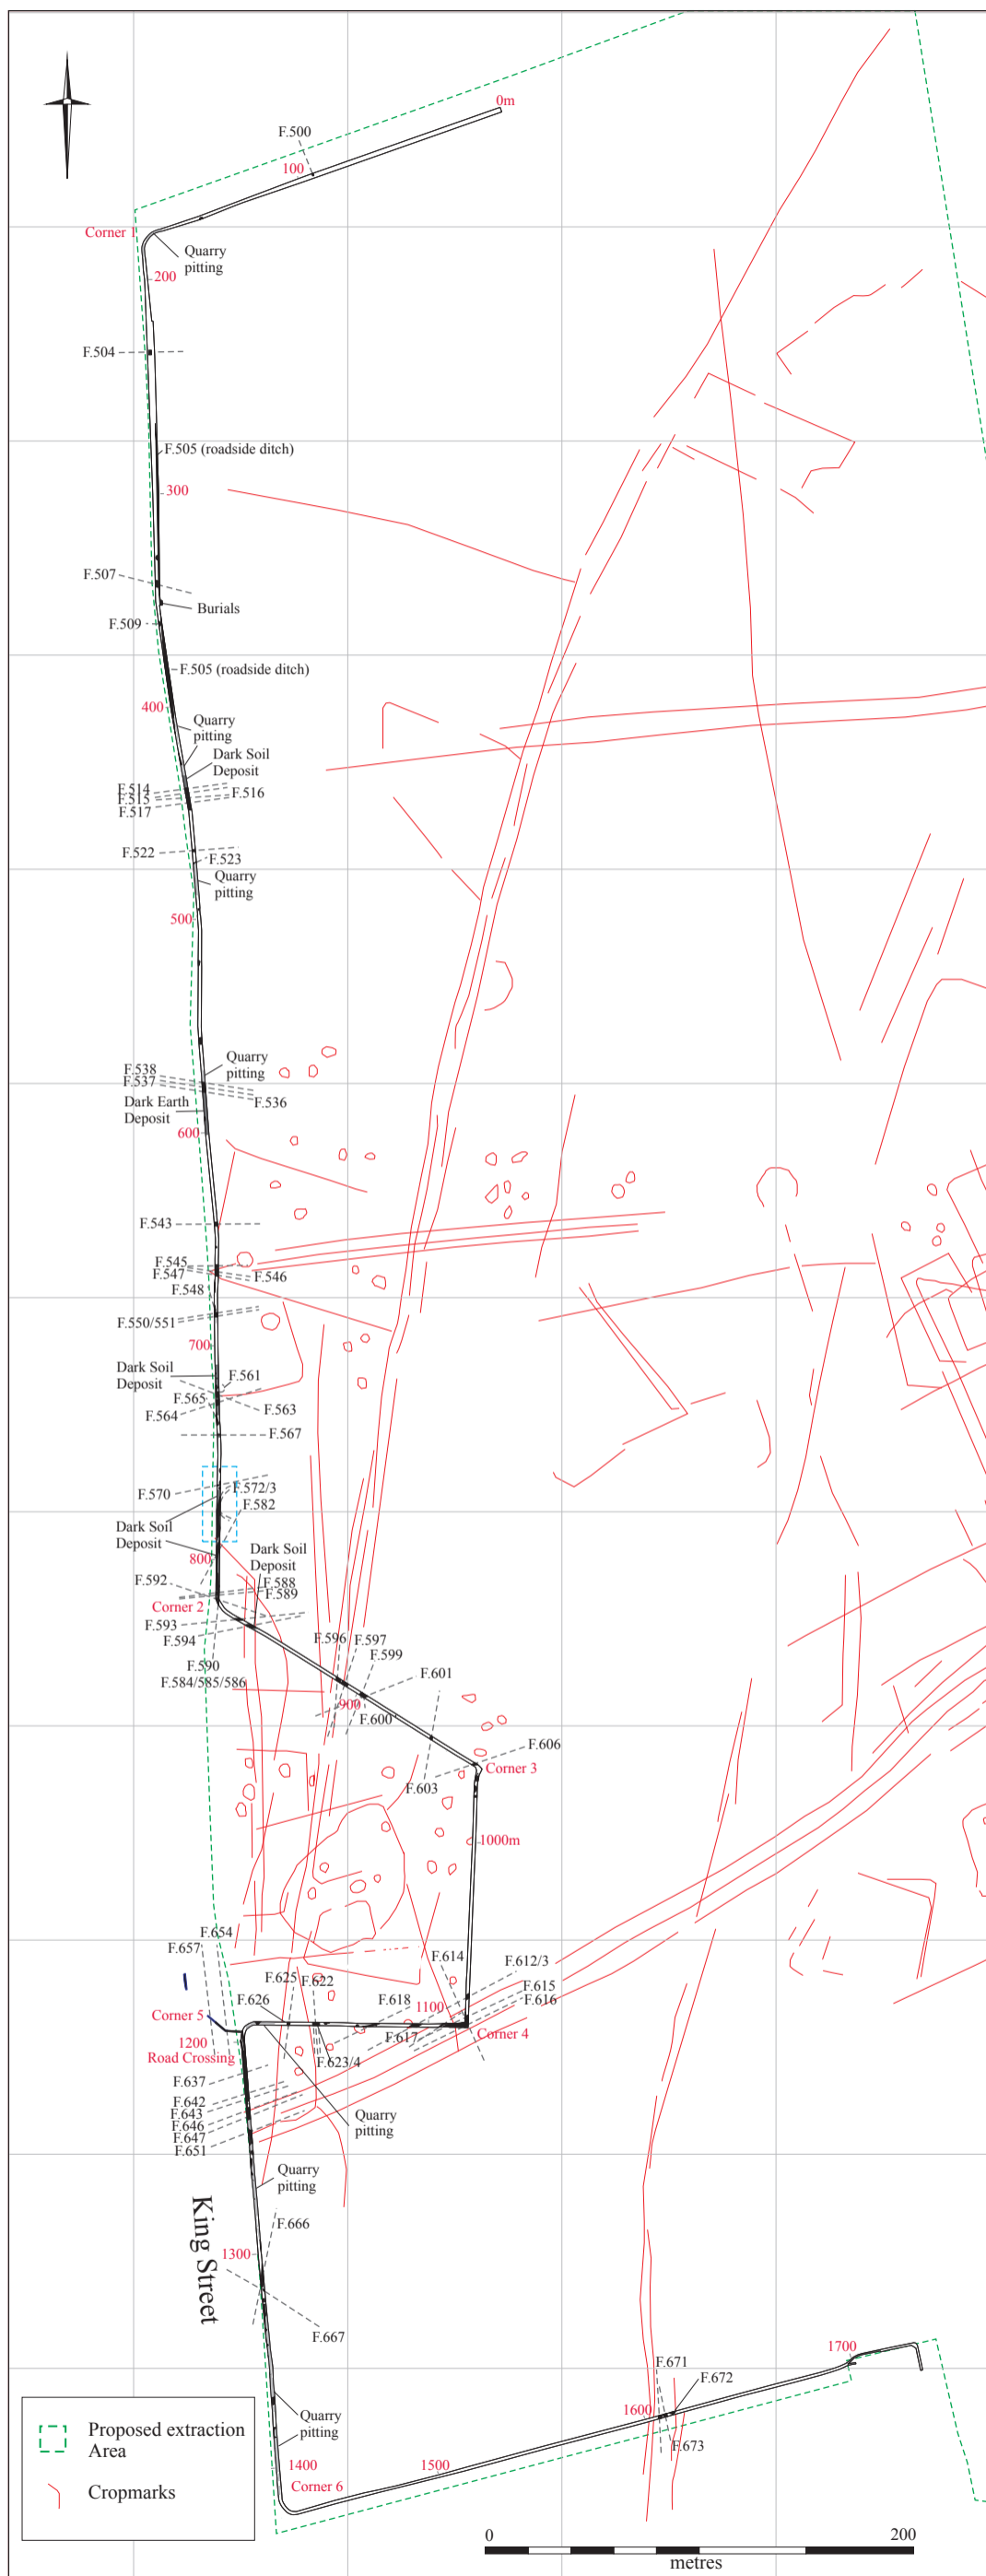 0m
F.500
100
Corner 1
Quarry
pitting
200
F.504
F.505 (roadside ditch)
300
F.507
Burials
F.509
F.505 (roadside ditch)
400
Quarry
pitting
Dark Soil
Deposit
F.514
F.515
F.516
F.517
F.522
F.523
Quarry
pitting
500
Quarry
pitting
F.538
F.537
F.536
Dark Earth
Deposit
600
F.543
F.545
F.547
F.546
F.548
F.550/551
700
Dark Soil
Deposit
F.561
F.565
F.563
F.564
F.567
F.570
F.572/3
F.582
Dark Soil
Deposit
800
Dark Soil
Deposit
F.592
F.588
F.589
Corner 2
F.593
F.594
F.590
F.584/585/586
F.596
F.597
F.599
F.601
900
F.600
F.606
Corner 3
F.603
1000m
F.654
F.657
F.614
F.612/3
F.625
F.622
F.615
F.616
F.626
F.618
1100
Corner 5
F.617
Corner 4
1200
Road Crossing
F.623/4
F.637
F.642
F.643
F.646
F.647
F.651
Quarry
pitting
Quarry
pitting
King Street
F.666
1300
F.667
Quarry
pitting
1400
Corner 6
1500
1600
F.671
F.672
F.673
1700
Proposed extraction
Area
Cropmarks
0
200
metres